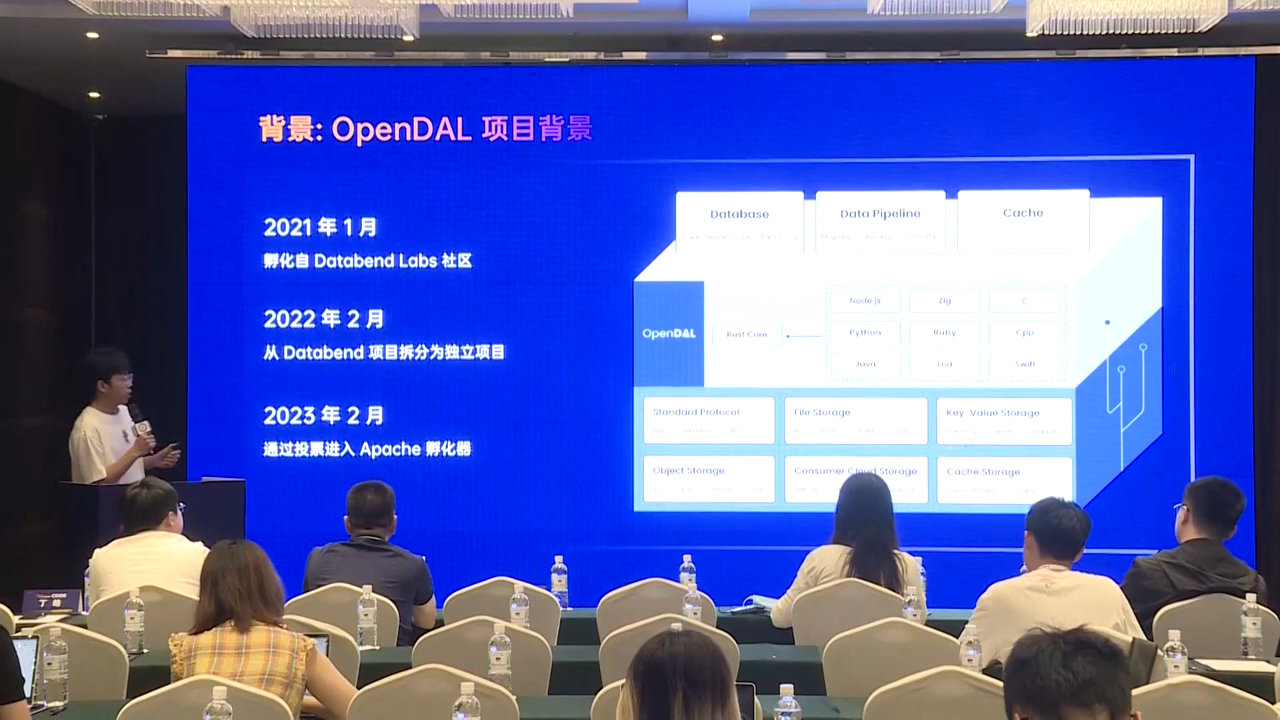 背景: OpenDAL 项目背景
2021 年 1 月
孵化自 Databend Labs 社区
2022 年 2 月
从 Databend 项目拆分为独立项目
2023 年 2 月
通过投票进入 Apache 孵化器
Database
Data Pipeline
Cache
OpenDAL
Rust Core
Node.js
Zig
C
Python
Ruby
Cpp
Java
Lua
Swift
Standard Protocal
File Storage
Key-Value Storage
Object Storage
Consumer Cloud Storage
Cache Storage